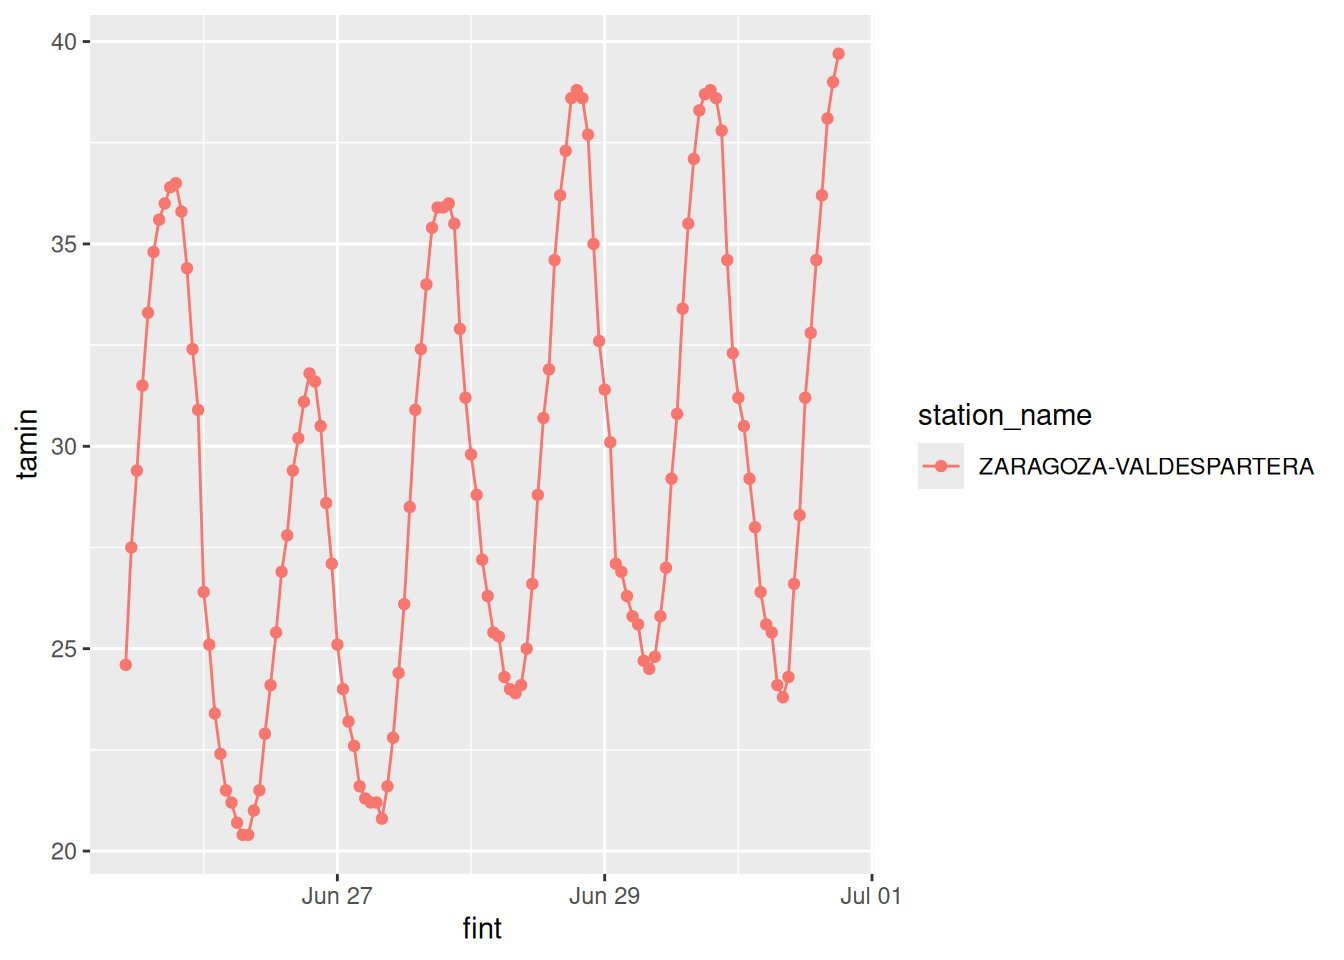 40
35
30
25
20
tamin
Jun 27
Jun 29
Jul 01
fint
station_name
ZARAGOZA-VALDESPARTERA